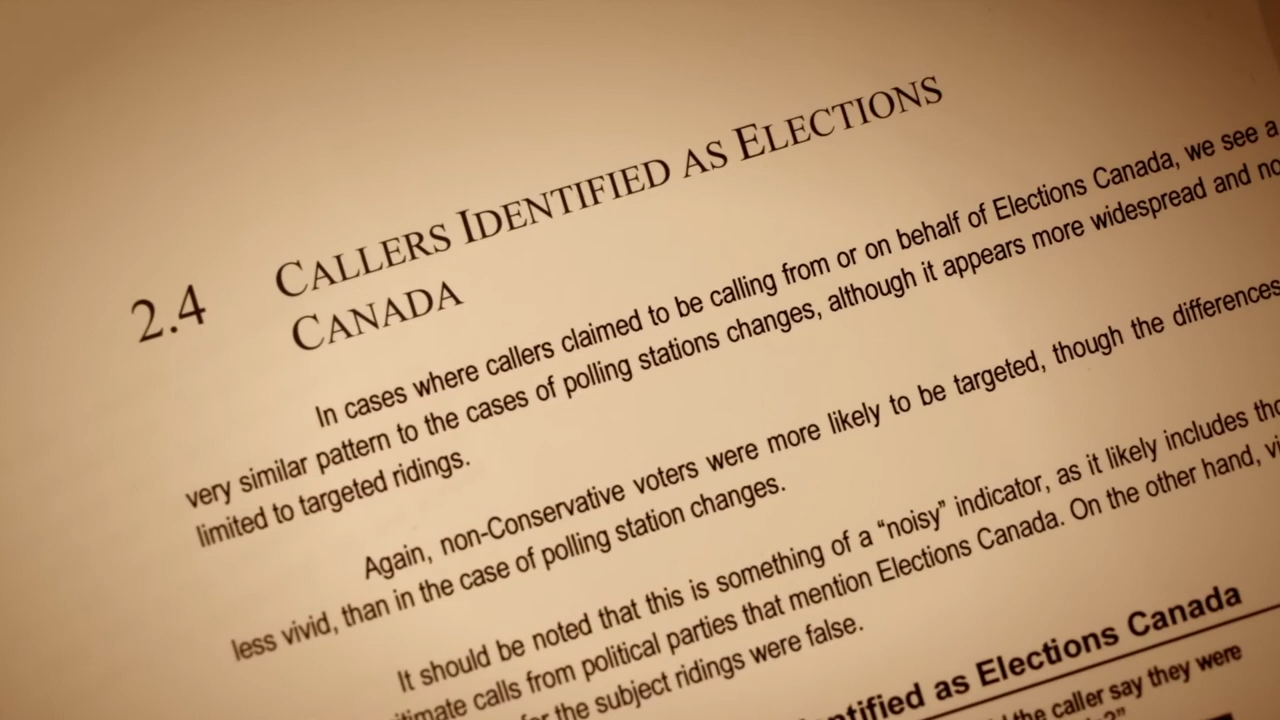 2.4 CALLERS IDENTIFIED AS ELECTIONS
CANADA
In cases where callers claimed to be calling from or on behalf of Elections Canada, we see a
very similar pattern to the cases of polling stations changes, although it appears more widespread and
limited to targeted ridings.
Again, non-Conservative voters were more likely to be targeted, though the differences
less vivid, than in the case of polling station changes.
It should be noted that this is something of a “noisy” indicator, as it likely includes
calls from political parties that mention Elections Canada. On the other hand,
the subject ridings were false.
as Elections Canada
the caller say they were